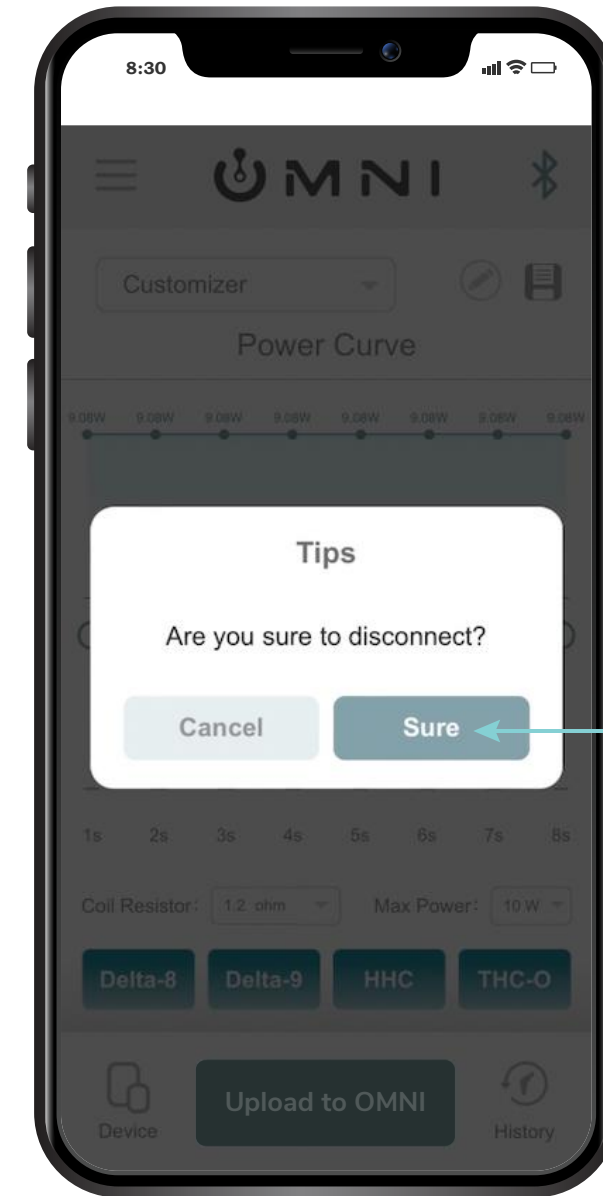 8:30
OMNI
Customizer
Power Curve
9.08W 9.08W 9.08W 9.08W 9.08W 9.08W 9.08W 9.08W
Tips
Are you sure to disconnect?
Cancel Sure
1s 2s 3s 4s 5s 6s 7s 8s
Coil Resistor: 1.2 ohm Max Power: 10 W
Delta-8 Delta-9 HHC THC-O
Device Upload to OMNI History